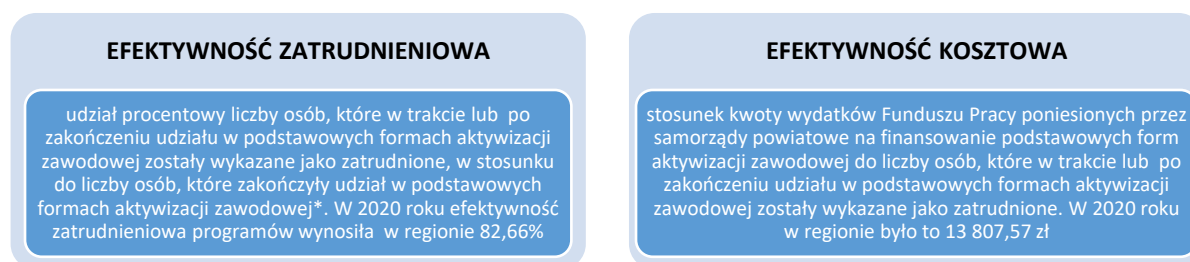 EFEKTYWNOŚĆ ZATRUDNIENIOWA
udział procentowy liczby osób, które w trakcie lub po
zakończeniu udziału w podstawowych formach aktywizacji
zawodowej zostały wykazane jako zatrudnione, w stosunku
do liczby osób, które zakończyły udział w podstawowych
formach aktywizacji zawodowej*. W 2020 roku efektywność
zatrudnieniowa programów wynosiła w regionie 82,66%
EFEKTYWNOŚĆ KOSZTOWA
stosunek kwoty wydatków Funduszu Pracy poniesionych przez
samorządy powiatowe na finansowanie podstawowych form
aktywizacji zawodowej do liczby osób, które w trakcie lub po
zakończeniu udziału w podstawowych formach aktywizacji
zawodowej zostały wykazane jako zatrudnione. W 2020 roku
w regionie było to 13 807,57 zł